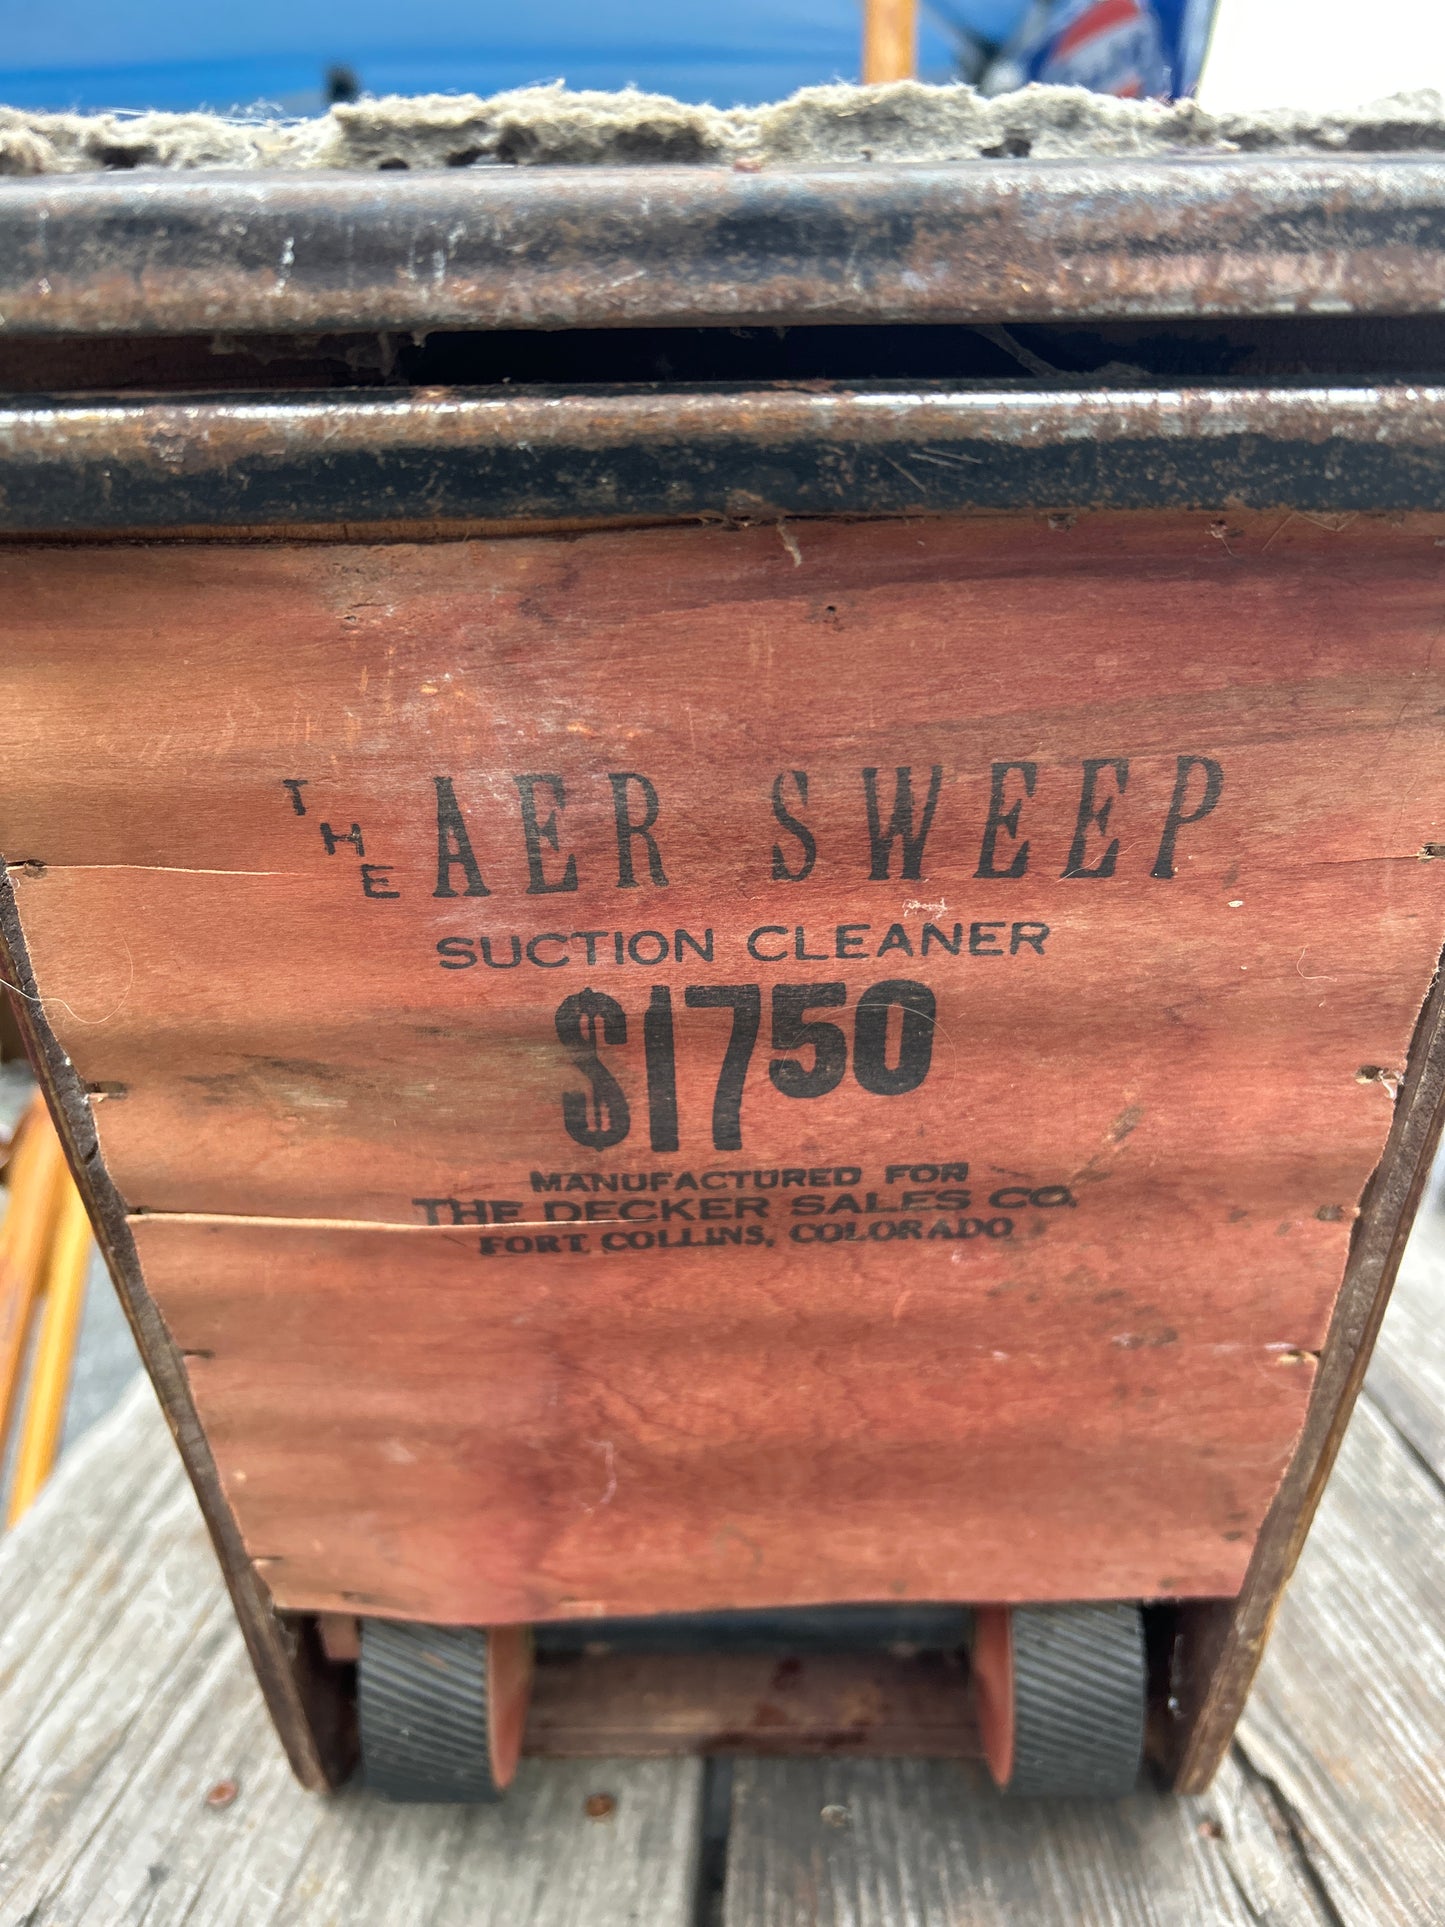 THE AER SWEEP
SUCTION CLEANER
$1750
MANUFACTURED FOR
THE DECKER SALES CO.
FORT COLLINS, COLORADO